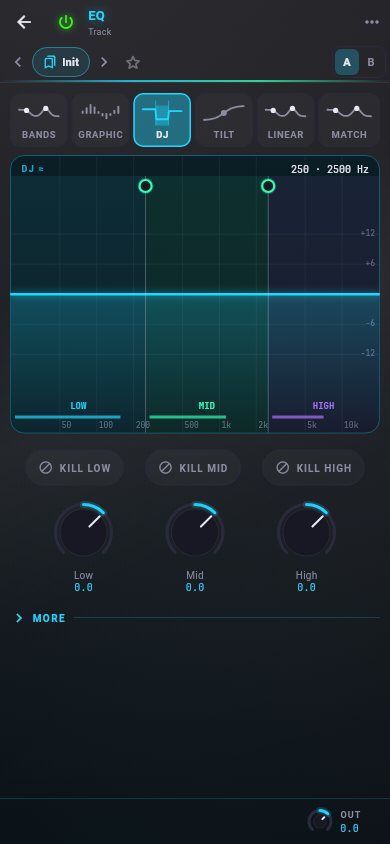 EQ
Track
Init
A B
BANDS GRAPHIC DJ TILT LINEAR MATCH
DJ ≈ 250 · 2500 Hz
+12
+6
-6
-12
LOW MID HIGH
50 100 200 500 1k 2k 5k 10k
KILL LOW KILL MID KILL HIGH
Low Mid High
0.0 0.0 0.0
MORE
OUT
0.0